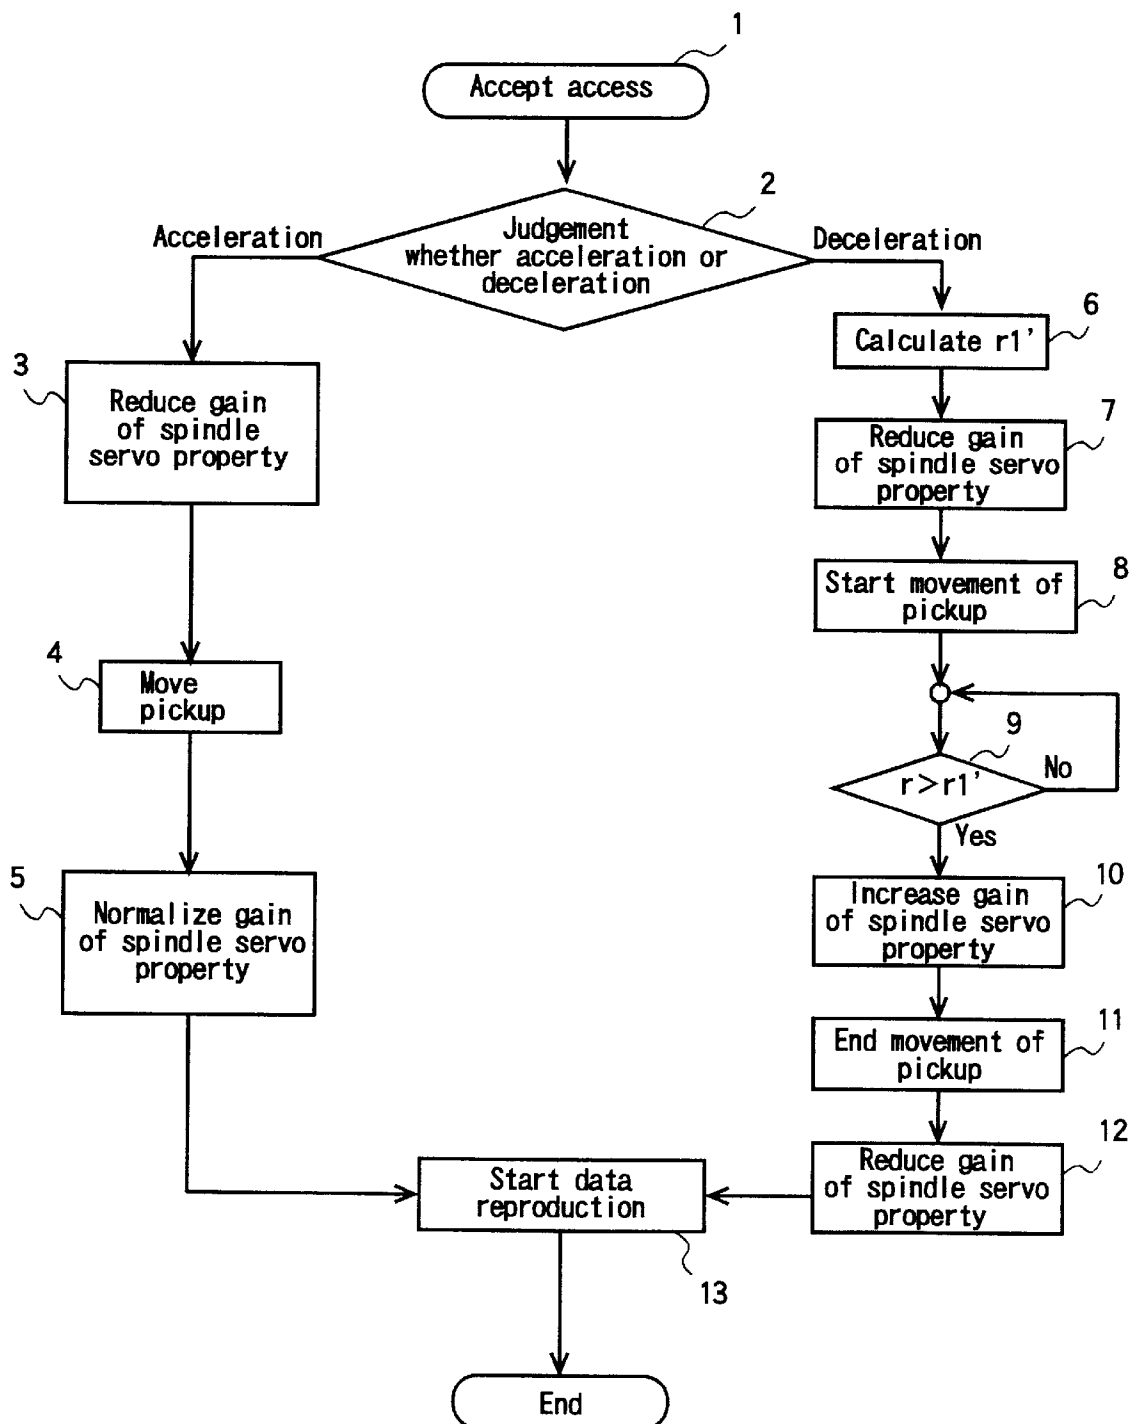 1
Accept access
2
Judgement
whether acceleration or
deceleration
Acceleration
Deceleration
3
Reduce gain
of spindle
servo property
4
Move
pickup
5
Normalize gain
of spindle servo
property
6
Calculate r1'
7
Reduce gain
of spindle servo
property
8
Start movement of
pickup
9
r>r1'
No
Yes
10
Increase gain
of spindle servo
property
11
End movement of
pickup
12
Reduce gain
of spindle servo
property
Start data
reproduction
13
End